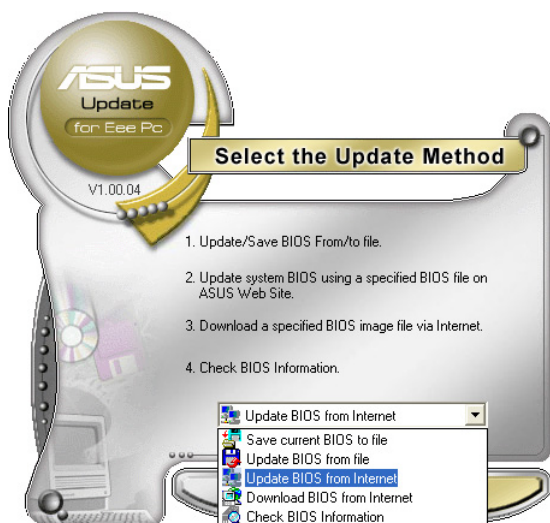 ASUS
Update
for Eee Pc
Select the Update Method
V1.00.04
1. Update/Save BIOS From/to file.
2. Update system BIOS using a specified BIOS file on
ASUS Web Site.
3. Download a specified BIOS image file via Internet.
4. Check BIOS Information.
Update BIOS from Internet
Save current BIOS to file
Update BIOS from file
Update BIOS from Internet
Download BIOS from Internet
Check BIOS Information